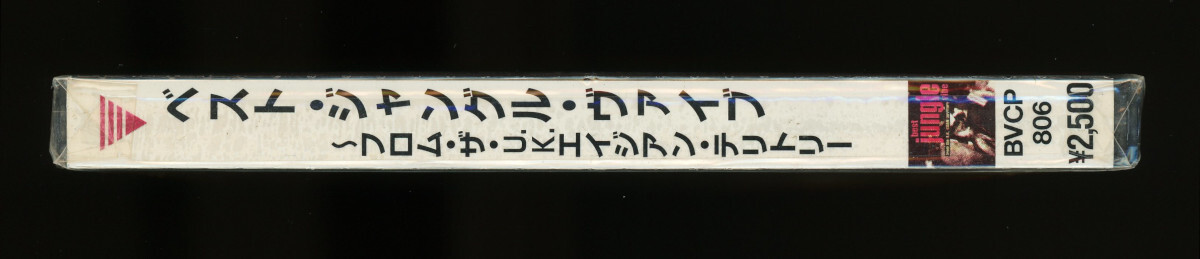 ベスト・ジャングル・ヴァイブ
～フロム・ザ・U.K.エイジアン・テリトリー
best
jungle
BVCP
806
¥2,500